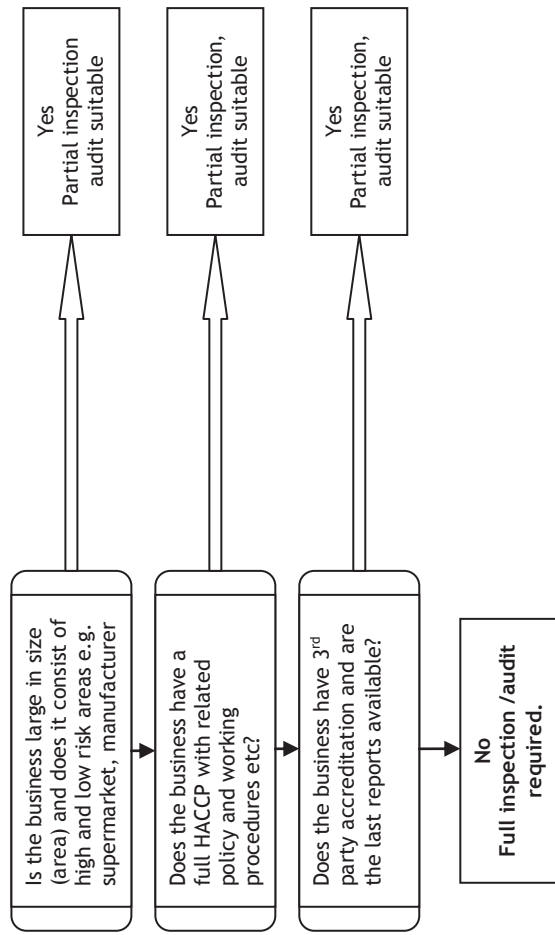 Is the business large in size
(area) and does it consist of
high and low risk areas e.g.
supermarket, manufacturer
Yes
Partial inspection
audit suitable
Does the business have a
full HACCP with related
policy and working
procedures etc?
Yes
Partial inspection,
audit suitable
Does the business have 3rd
party accreditation and are
the last reports available?
Yes
Partial inspection,
audit suitable
No
Full inspection /audit
required.